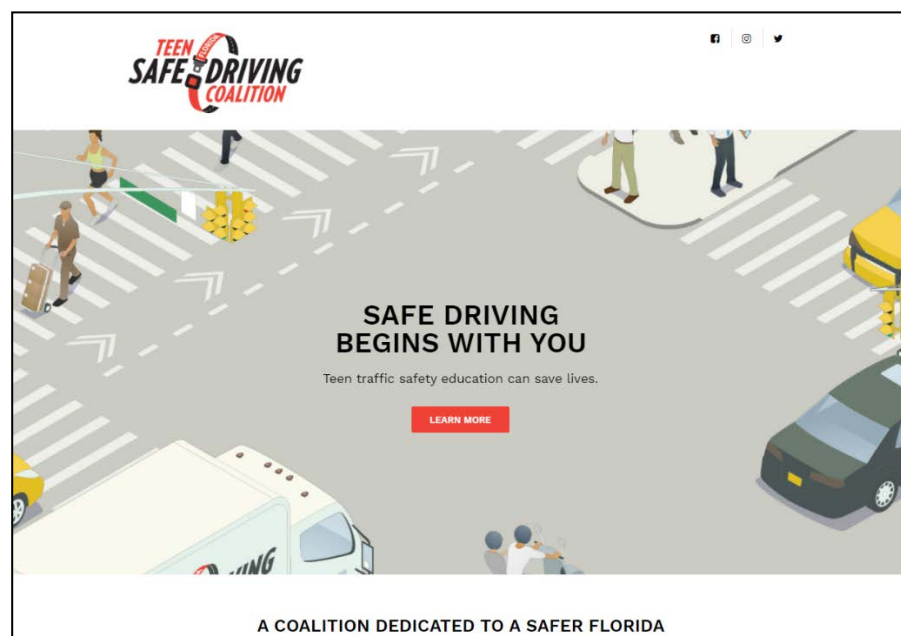 TEEN
FLORIDA
SAFE DRIVING
COALITION
SAFE DRIVING
BEGINS WITH YOU
Teen traffic safety education can save lives.
LEARN MORE
A COALITION DEDICATED TO A SAFER FLORIDA